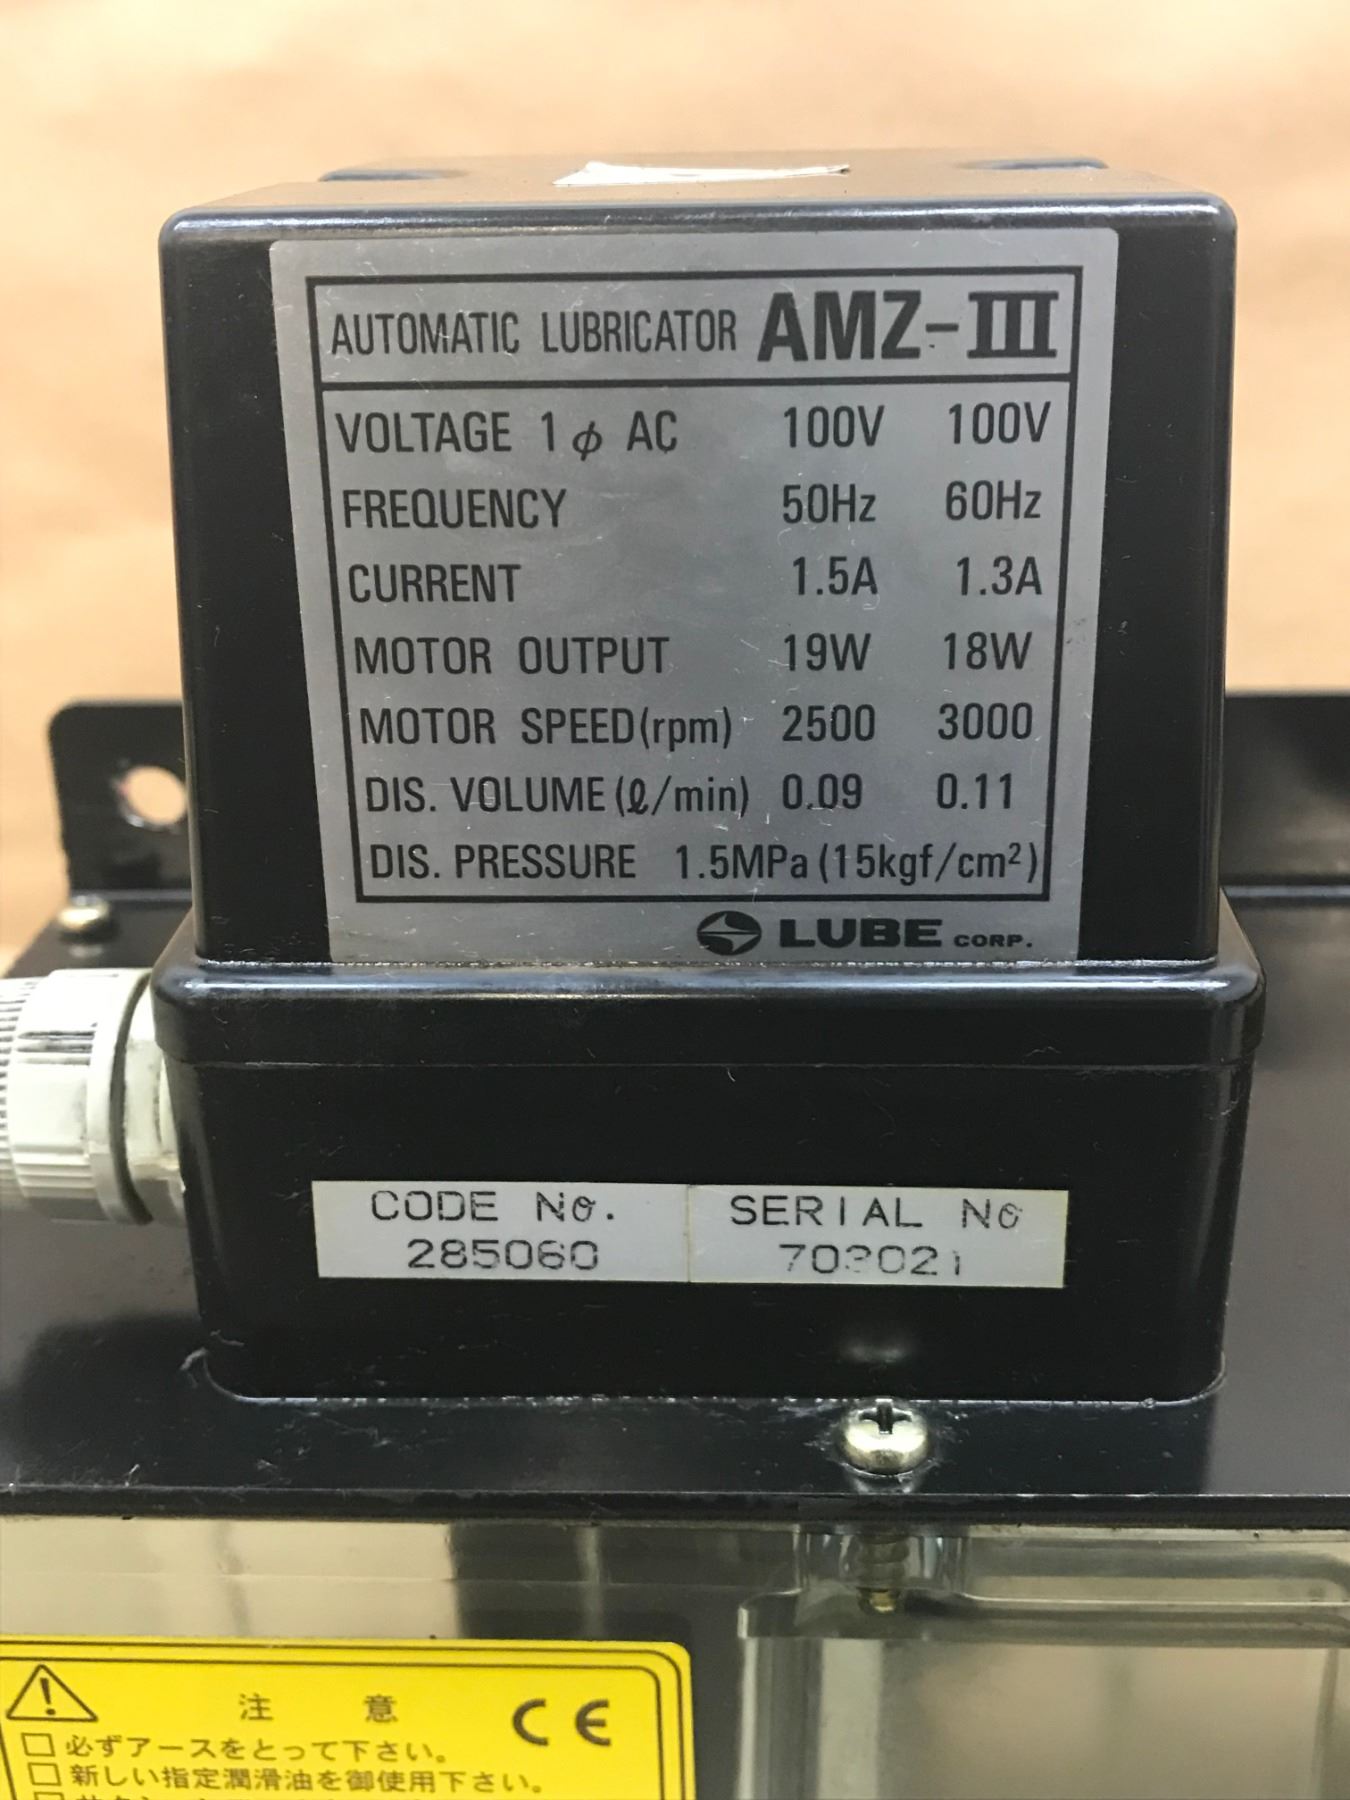 AUTOMATIC LUBRICATOR AMZ-III
VOLTAGE 1φ AC 100V 100V
FREQUENCY 50Hz 60Hz
CURRENT 1.5A 1.3A
MOTOR OUTPUT 19W 18W
MOTOR SPEED(rpm) 2500 3000
DIS. VOLUME(ℓ/min) 0.09 0.11
DIS. PRESSURE 1.5MPa(15kgf/cm²)
LUBE CORP.
CODE No.
285060
SERIAL No
注 意 CE
□必ずアースをとって下さい。
□新しい指定潤滑油を御使用下さい。